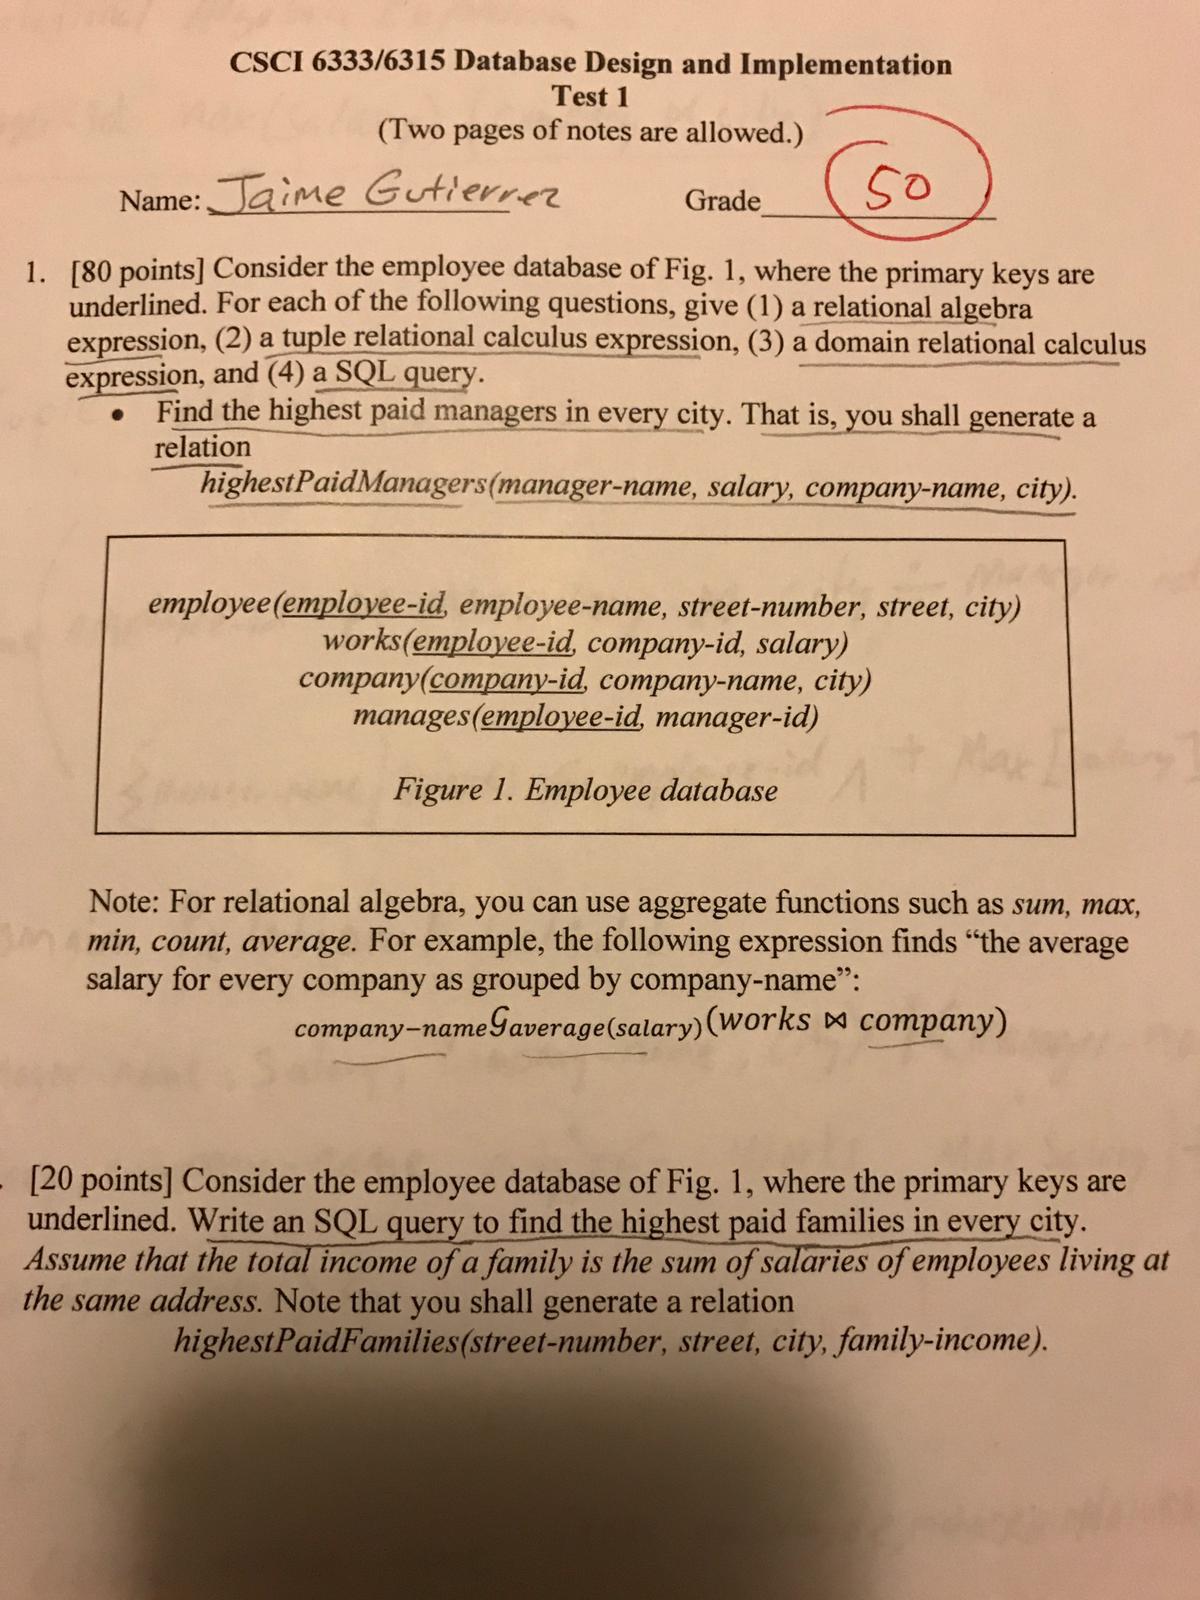 CSCI 6333/6315 Database Design and Implementation
Test 1
(Two pages of notes are allowed.)
Name: Jaime Gutierrez Grade 50
1. [80 points] Consider the employee database of Fig. 1, where the primary keys are
underlined. For each of the following questions, give (1) a relational algebra
expression, (2) a tuple relational calculus expression, (3) a domain relational calculus
expression, and (4) a SQL query.
• Find the highest paid managers in every city. That is, you shall generate a
relation
highestPaidManagers(manager-name, salary, company-name, city).
employee(employee-id, employee-name, street-number, street, city)
works(employee-id, company-id, salary)
company(company-id, company-name, city)
manages(employee-id, manager-id)
Figure 1. Employee database
Note: For relational algebra, you can use aggregate functions such as sum, max,
min, count, average. For example, the following expression finds “the average
salary for every company as grouped by company-name”:
company−name𝒢average(salary)(works ⋈ company)
[20 points] Consider the employee database of Fig. 1, where the primary keys are
underlined. Write an SQL query to find the highest paid families in every city.
Assume that the total income of a family is the sum of salaries of employees living at
the same address. Note that you shall generate a relation
highestPaidFamilies(street-number, street, city, family-income).